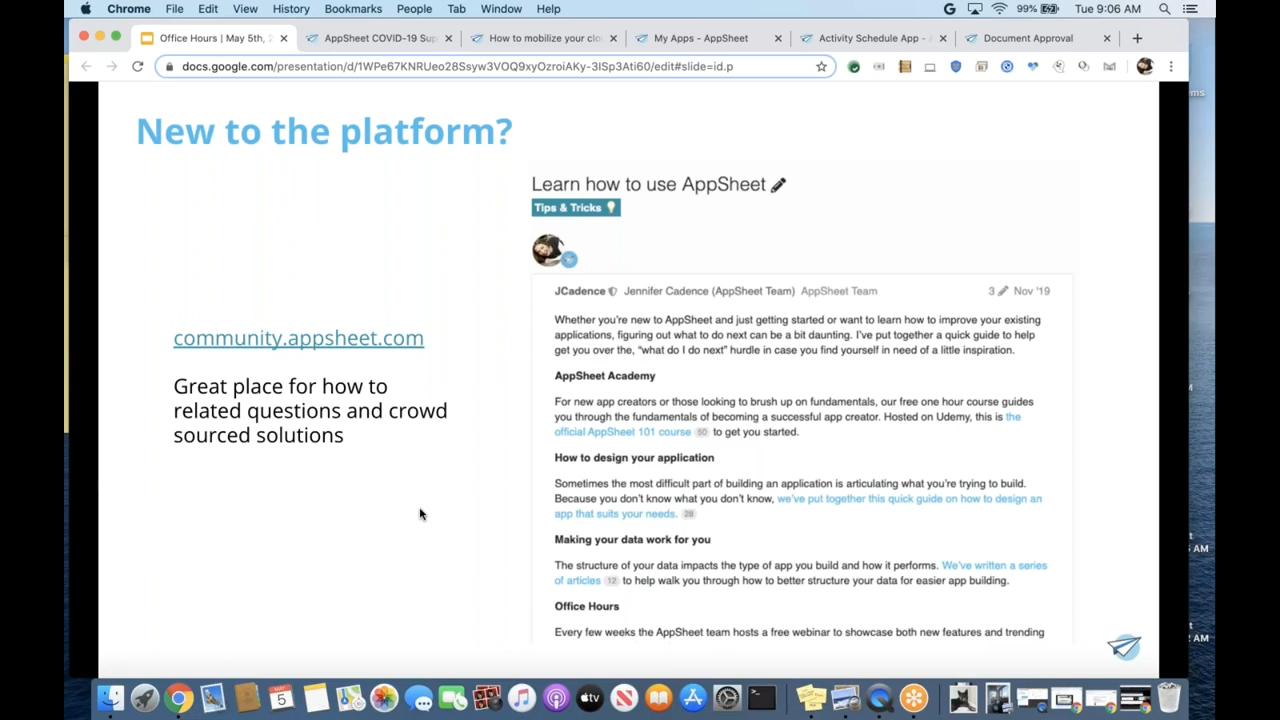 Chrome File Edit View History Bookmarks People Tab Window Help 99% Tue 9:06 AM
Office Hours | May 5th, 2 AppSheet COVID-19 Sup How to mobilize your clo My Apps - AppSheet Activity Schedule App - Document Approval
docs.google.com/presentation/d/1WPe67KNRUeo28Ssyw3VOQ9xyOzroiAKy-3ISp3Ati60/edit#slide=id.p
New to the platform?
community.appsheet.com
Great place for how to
related questions and crowd
sourced solutions
Learn how to use AppSheet
Tips & Tricks
JCadence Jennifer Cadence (AppSheet Team) AppSheet Team 3 Nov '19
Whether you're new to AppSheet and just getting started or want to learn how to improve your existing
applications, figuring out what to do next can be a bit daunting. I've put together a quick guide to help
get you over the, "what do I do next" hurdle in case you find yourself in need of a little inspiration.
AppSheet Academy
For new app creators or those looking to brush up on fundamentals, our free one hour course guides
you through the fundamentals of becoming a successful app creator. Hosted on Udemy, this is the
official AppSheet 101 course 60 to get you started.
How to design your application
Sometimes the most difficult part of building an application is articulating what you're trying to build.
Because you don't know what you don't know, we've put together this quick guide on how to design an
app that suits your needs. 28
Making your data work for you
The structure of your data impacts the type of app you build and how it performs. We've written a series
of articles 12 to help walk you through how to better structure your data for easier app building.
Office Hours
Every few weeks the AppSheet team hosts a free webinar to showcase both new features and trending
ems
AM
AM
5
tv